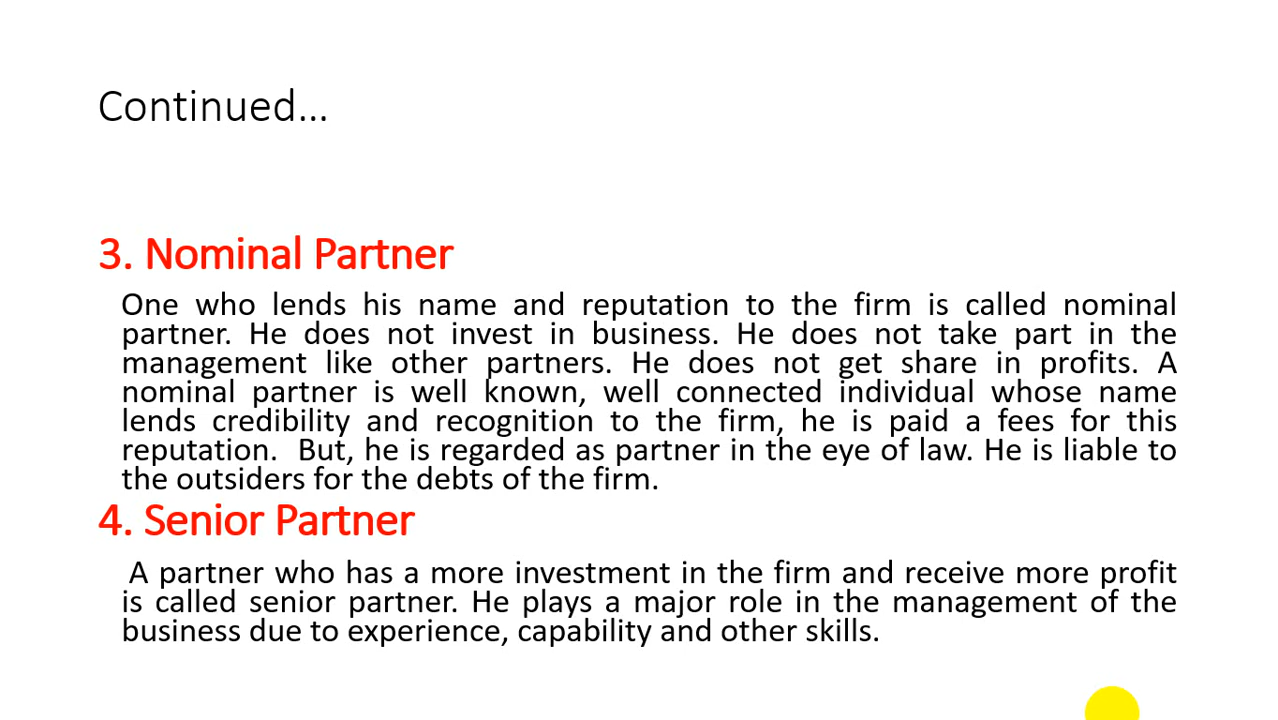 Continued...
3. Nominal Partner
One who lends his name and reputation to the firm is called nominal
partner. He does not invest in business. He does not take part in the
management like other partners. He does not get share in profits. A
nominal partner is well known, well connected individual whose name
lends credibility and recognition to the firm, he is paid a fees for this
reputation.  But, he is regarded as partner in the eye of law. He is liable to
the outsiders for the debts of the firm.
4. Senior Partner
A partner who has a more investment in the firm and receive more profit
is called senior partner. He plays a major role in the management of the
business due to experience, capability and other skills.